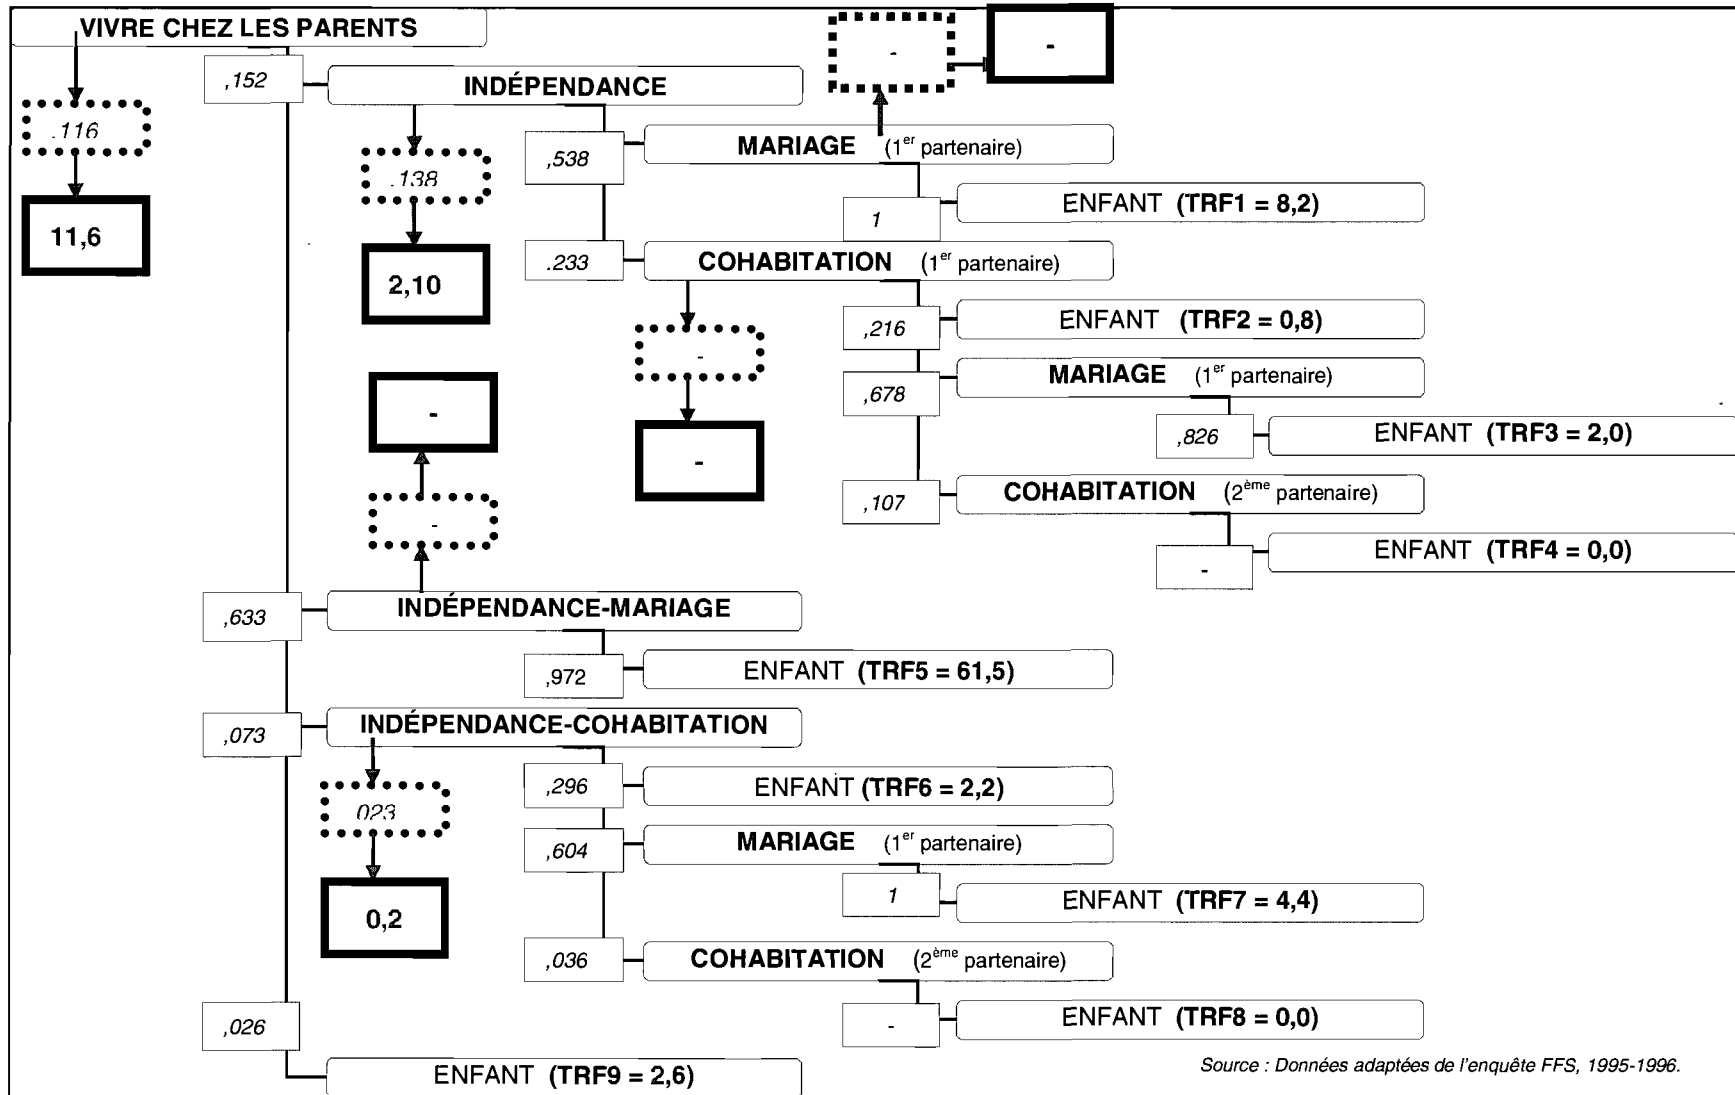 VIVRE CHEZ LES PARENTS
-
-
,152
INDÉPENDANCE
.116
,538
MARIAGE (1er partenaire)
.138
11,6
1
ENFANT (TRF1 = 8,2)
2,10
.233
COHABITATION (1er partenaire)
,216
ENFANT (TRF2 = 0,8)
-
-
,678
MARIAGE (1er partenaire)
-
,826
ENFANT (TRF3 = 2,0)
,107
COHABITATION (2ème partenaire)
-
-
ENFANT (TRF4 = 0,0)
,633
INDÉPENDANCE-MARIAGE
,972
ENFANT (TRF5 = 61,5)
,073
INDÉPENDANCE-COHABITATION
,296
ENFANT (TRF6 = 2,2)
023
,604
MARIAGE (1er partenaire)
1
ENFANT (TRF7 = 4,4)
0,2
,036
COHABITATION (2ème partenaire)
-
ENFANT (TRF8 = 0,0)
,026
ENFANT (TRF9 = 2,6)
Source : Données adaptées de l'enquête FFS, 1995-1996.